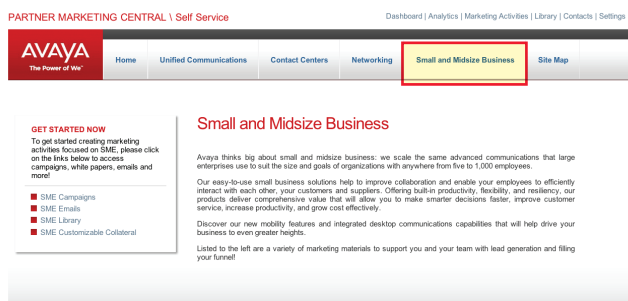 PARTNER MARKETING CENTRAL \ Self Service
Dashboard | Analytics | Marketing Activities | Library | Contacts | Settings
AVAYA
The Power of We™
Home
Unified Communications
Contact Centers
Networking
Small and Midsize Business
Site Map
GET STARTED NOW
To get started creating marketing
activities focused on SME, please click
on the links below to access
campaigns, white papers, emails and
more!
SME Campaigns
SME Emails
SME Library
SME Customizable Collateral
Small and Midsize Business
Avaya thinks big about small and midsize business: we scale the same advanced communications that large
enterprises use to suit the size and goals of organizations with anywhere from five to 1,000 employees.
Our easy-to-use small business solutions help to improve collaboration and enable your employees to efficiently
interact with each other, your customers and suppliers. Offering built-in productivity, flexibility, and resiliency, our
products deliver comprehensive value that will allow you to make smarter decisions faster, improve customer
service, increase productivity, and grow cost effectively.
Discover our new mobility features and integrated desktop communications capabilities that will help drive your
business to even greater heights.
Listed to the left are a variety of marketing materials to support you and your team with lead generation and filling
your funnel!